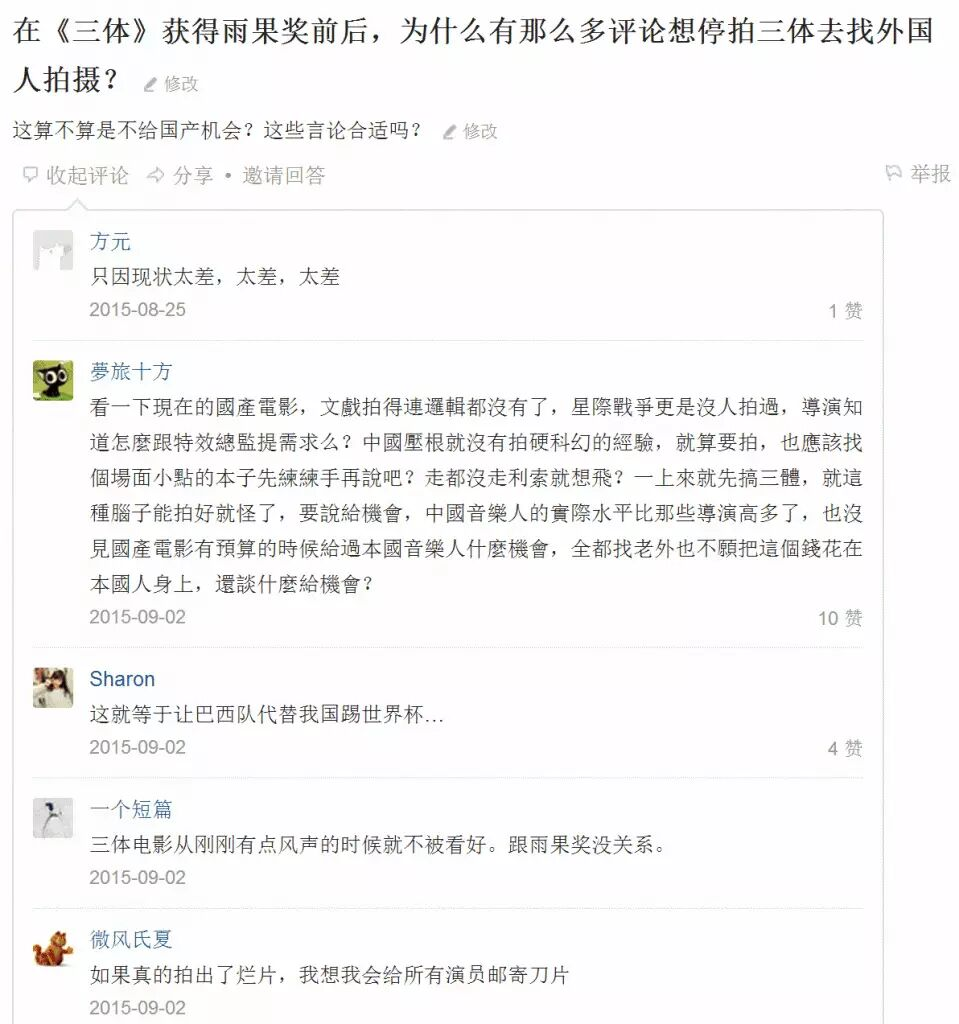 在《三体》获得雨果奖前后，为什么有那么多评论想停拍三体去找外国
人拍摄？ 修改
这算不算是不给国产机会？这些言论合适吗？ 修改
收起评论 分享 • 邀请回答 举报
方元
只因现状太差，太差，太差
2015-08-25 1 赞
夢旅十方
看一下現在的國產電影，文戲拍得連邏輯都沒有了，星際戰爭更是沒人拍過，導演知
道怎麼跟特效總監提需求么？中國壓根就沒有拍硬科幻的經驗，就算要拍，也應該找
個場面小點的本子先練練手再說吧？走都沒走利索就想飛？一上來就先搞三體，就這
種腦子能拍好就怪了，要說給機會，中國音樂人的實際水平比那些導演高多了，也沒
見國產電影有預算的時候給過本國音樂人什麼機會，全都找老外也不願把這個錢花在
本國人身上，還談什麼給機會？
2015-09-02 10 赞
Sharon
这就等于让巴西队代替我国踢世界杯...
2015-09-02 4 赞
一个短篇
三体电影从刚刚有点风声的时候就不被看好。跟雨果奖没关系。
2015-09-02
微风氏夏
如果真的拍出了烂片，我想我会给所有演员邮寄刀片
2015-09-02